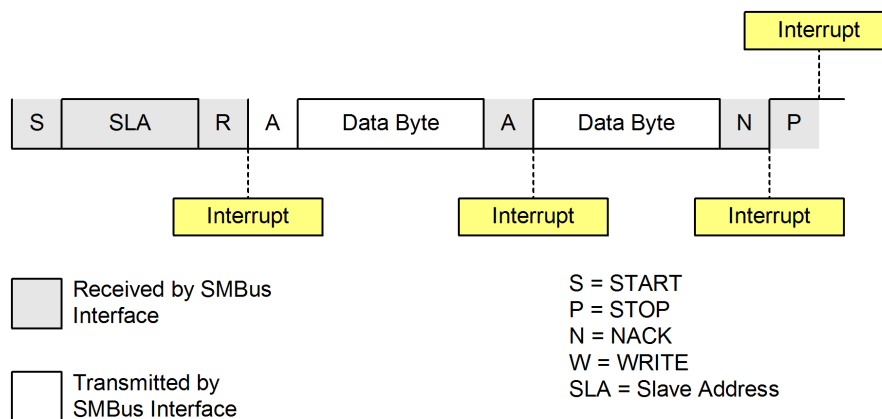 Interrupt
S SLA R A Data Byte A Data Byte N P
Interrupt Interrupt Interrupt
Received by SMBus
Interface
Transmitted by
SMBus Interface
S = START
P = STOP
N = NACK
W = WRITE
SLA = Slave Address